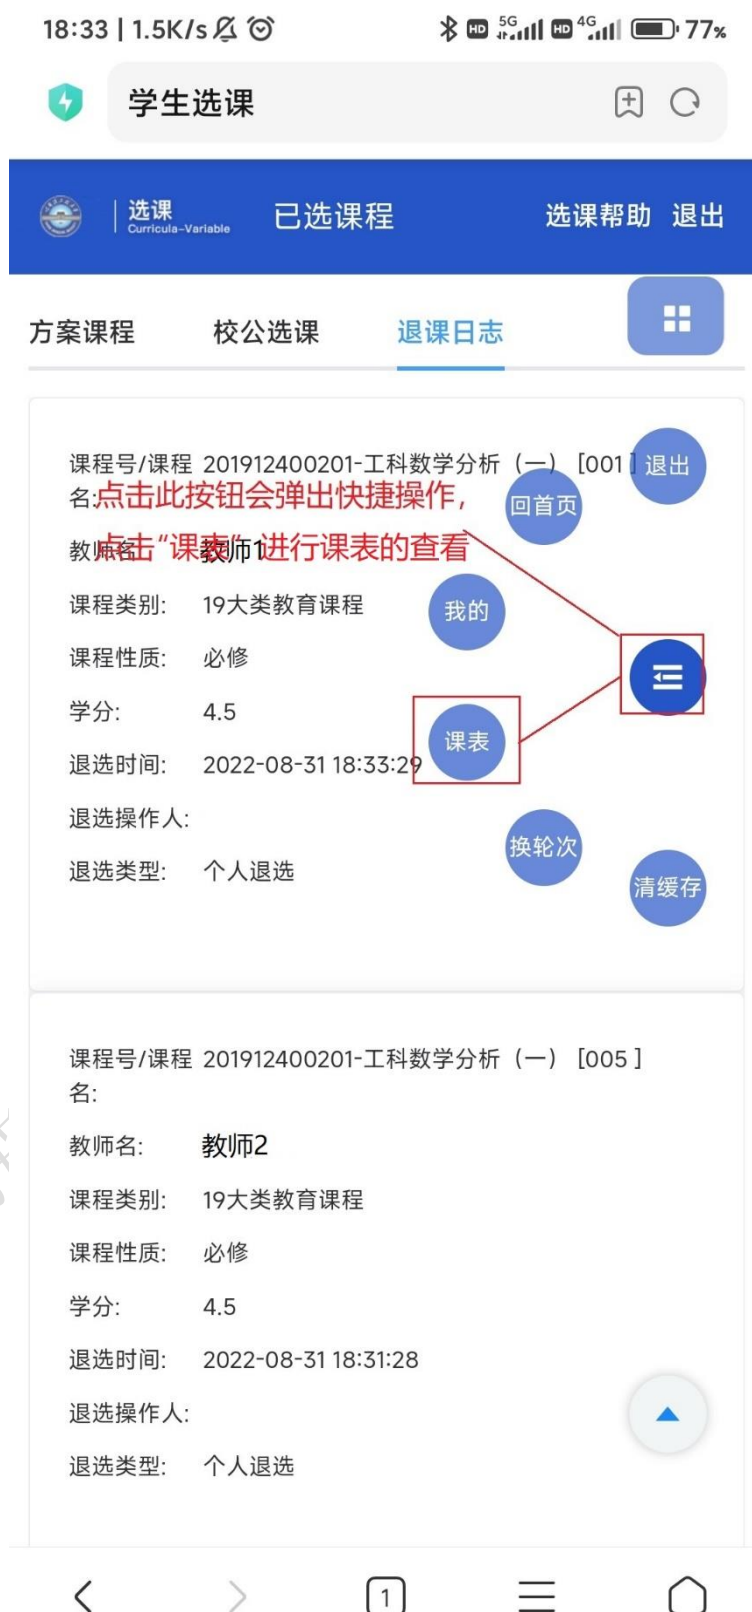 18:33 | 1.5K/s
HD 5G HD 4G 77%
学生选课
选课
Curricula-Variable
已选课程
选课帮助 退出
方案课程 校公选课 退课日志
课程号/课程名: 201912400201-工科数学分析（一） [001]
退出
回首页
点击此按钮会弹出快捷操作，
点击“课表”进行课表的查看
教师名: 教师1
课程类别: 19大类教育课程
我的
课程性质: 必修
学分: 4.5
课表
退选时间: 2022-08-31 18:33:29
退选操作人:
换轮次
退选类型: 个人退选
清缓存
课程号/课程名: 201912400201-工科数学分析（一） [005 ]
教师名: 教师2
课程类别: 19大类教育课程
课程性质: 必修
学分: 4.5
退选时间: 2022-08-31 18:31:28
退选操作人:
退选类型: 个人退选
1